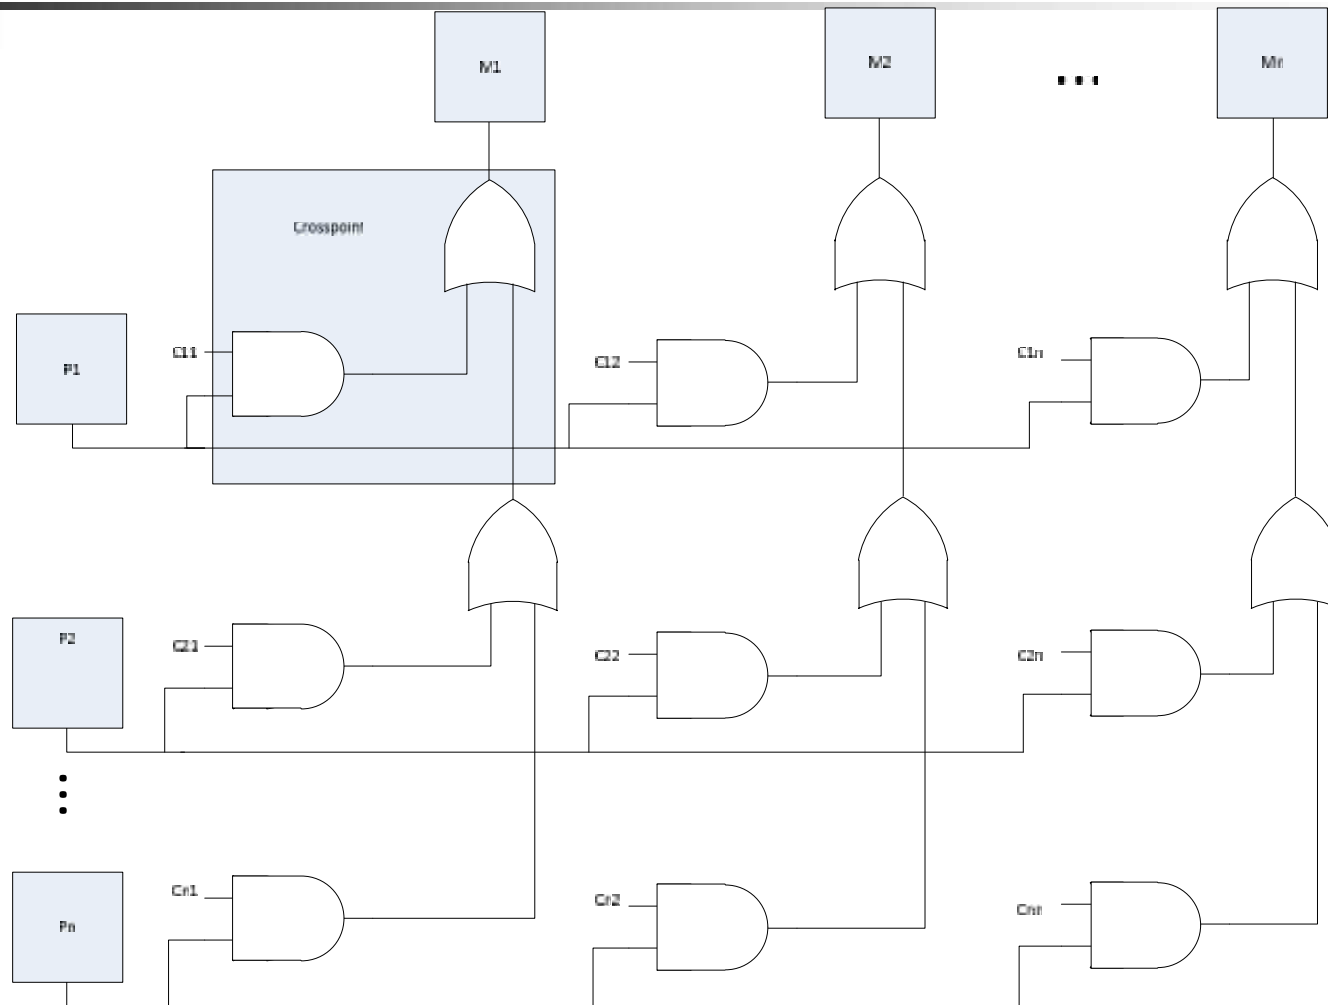 M1
M2
...
Mn
Crosspoint
P1
C11
C12
C1n
P2
C21
C22
C2n
Pn
Cn1
Cn2
Cnn